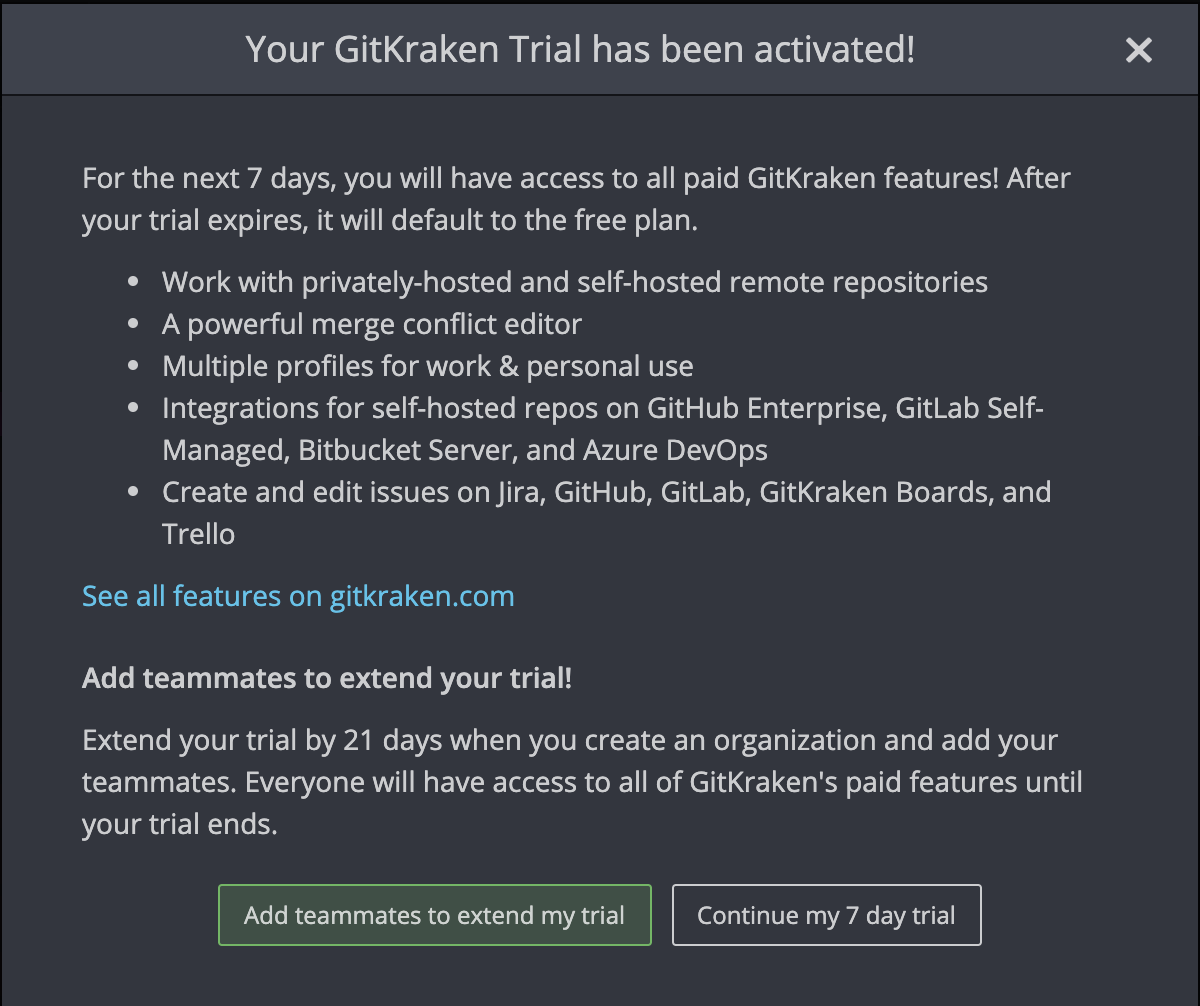 Your GitKraken Trial has been activated!
For the next 7 days, you will have access to all paid GitKraken features! After
your trial expires, it will default to the free plan.
• Work with privately-hosted and self-hosted remote repositories
• A powerful merge conflict editor
• Multiple profiles for work & personal use
• Integrations for self-hosted repos on GitHub Enterprise, GitLab Self-
Managed, Bitbucket Server, and Azure DevOps
• Create and edit issues on Jira, GitHub, GitLab, GitKraken Boards, and
Trello
See all features on gitkraken.com
Add teammates to extend your trial!
Extend your trial by 21 days when you create an organization and add your
teammates. Everyone will have access to all of GitKraken's paid features until
your trial ends.
Add teammates to extend my trial
Continue my 7 day trial